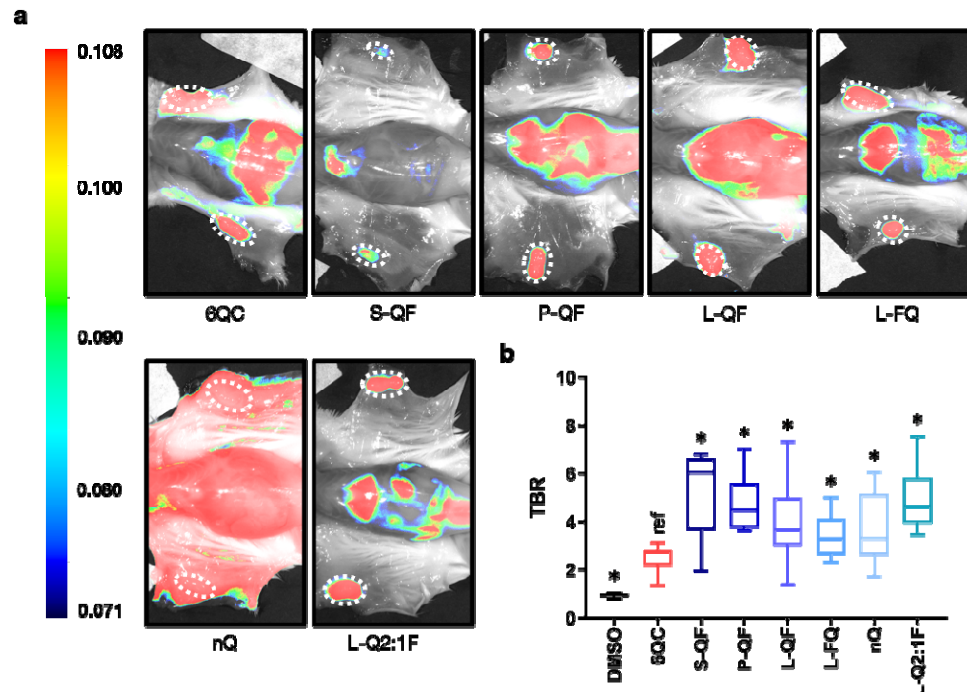 a
0.108
0.100
0.090
0.080
0.071
6QC
S-QF
P-QF
L-QF
L-FQ
nQ
L-Q2:1F
b
10
8
6
4
2
0
TBR
*
ref
*
*
*
*
*
*
DMSO
6QC
S-QF
P-QF
L-QF
L-FQ
nQ
L-Q2:1F